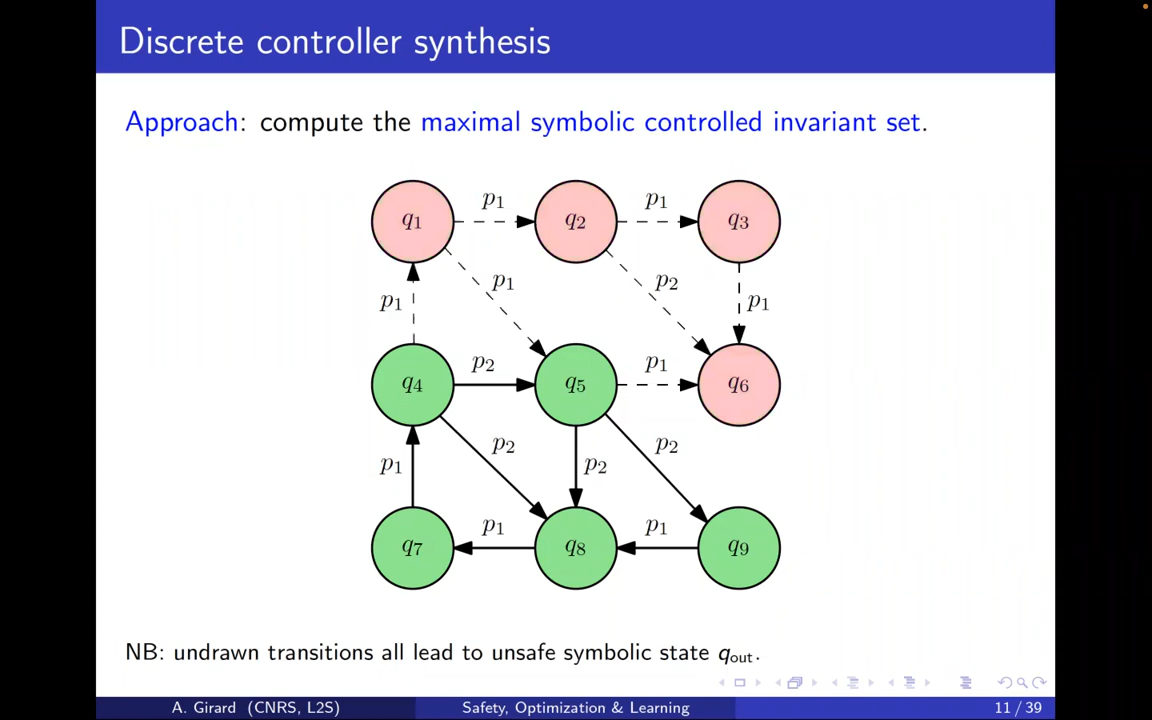 Discrete controller synthesis
Approach: compute the maximal symbolic controlled invariant set.
p1 p1
q1 q2 q3
p1 p2
p1 p1
p2 p1
q4 q5 q6
p2 p2
p1 p2
p1 p1
q7 q8 q9
NB: undrawn transitions all lead to unsafe symbolic state qout.
A. Girard (CNRS, L2S) Safety, Optimization & Learning 11 / 39